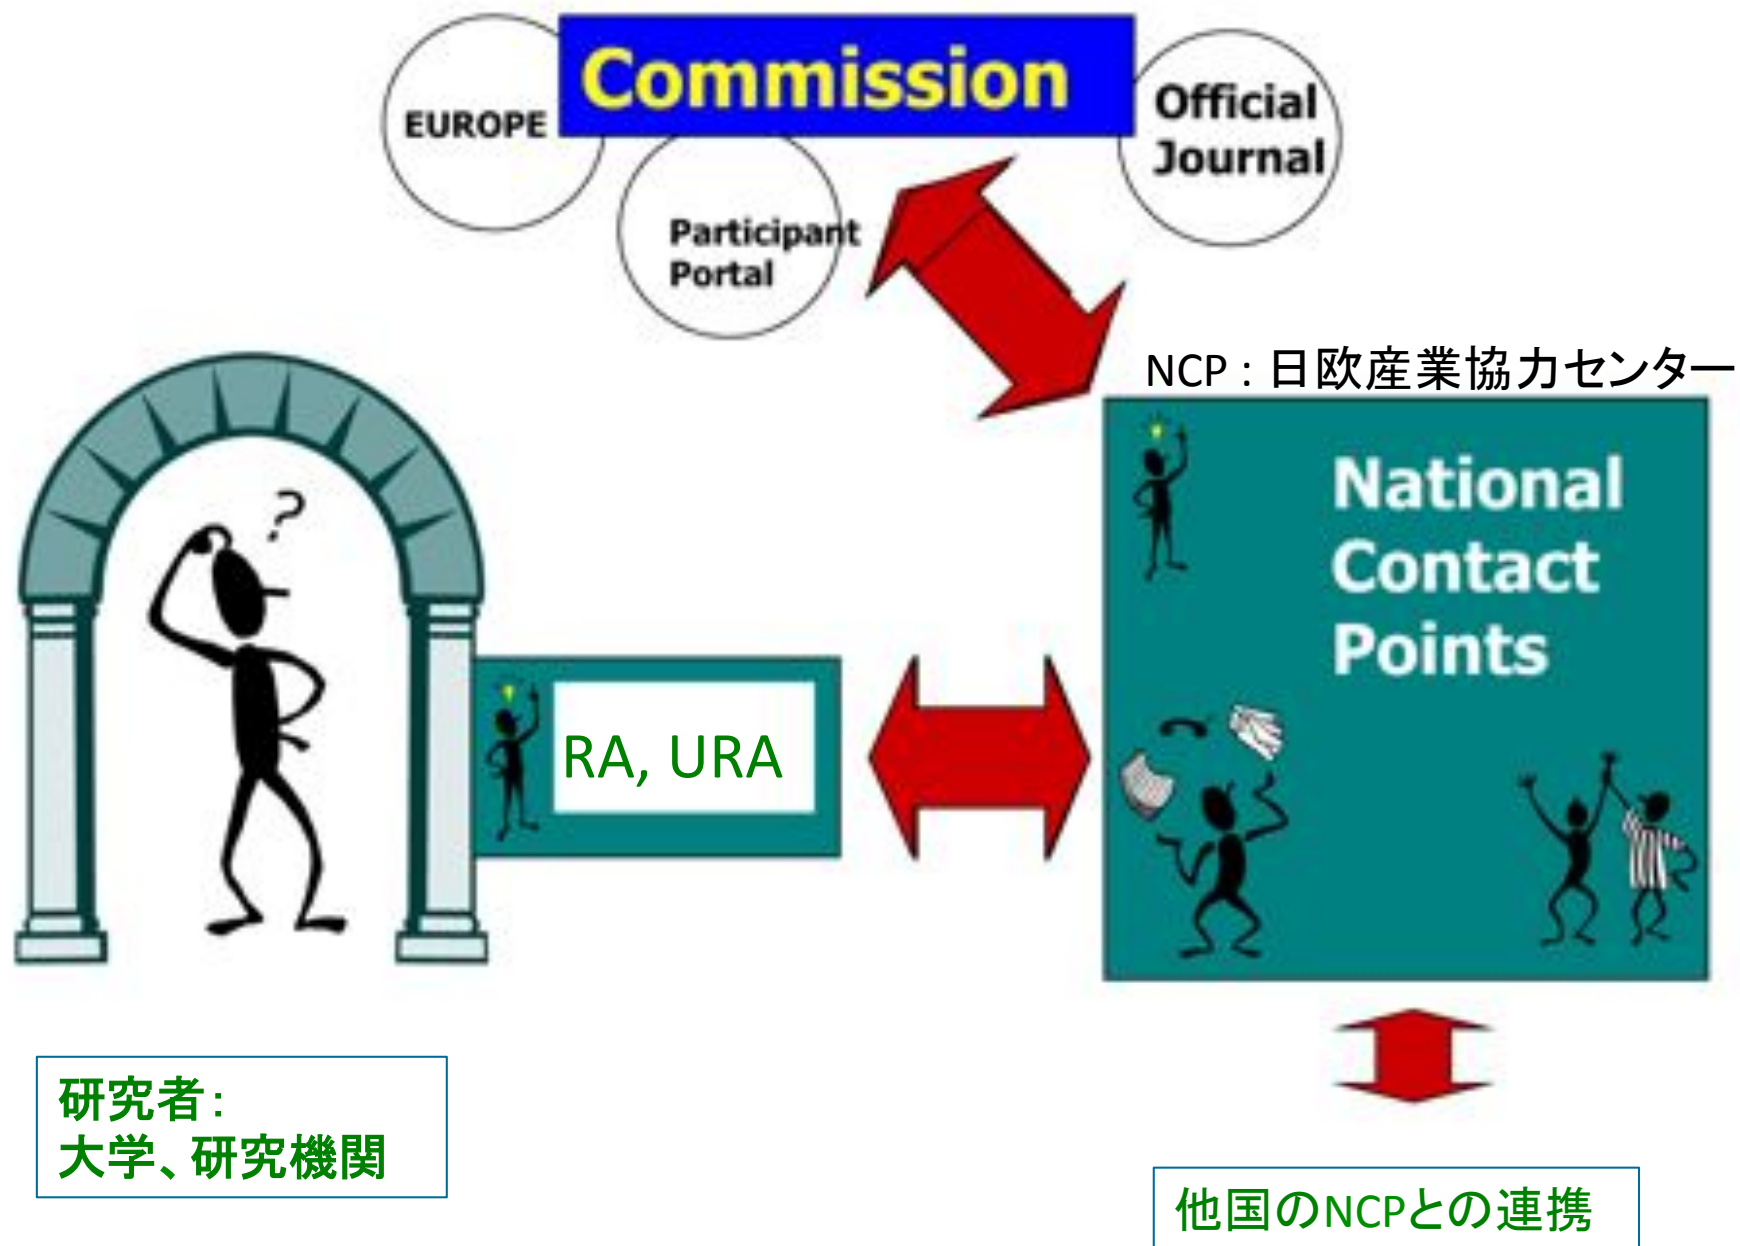 Commission
EUROPE
Official
Journal
Participant
Portal
NCP : 日欧産業協力センター
National
Contact
Points
?
RA, URA
研究者：
大学、研究機関
他国のNCPとの連携